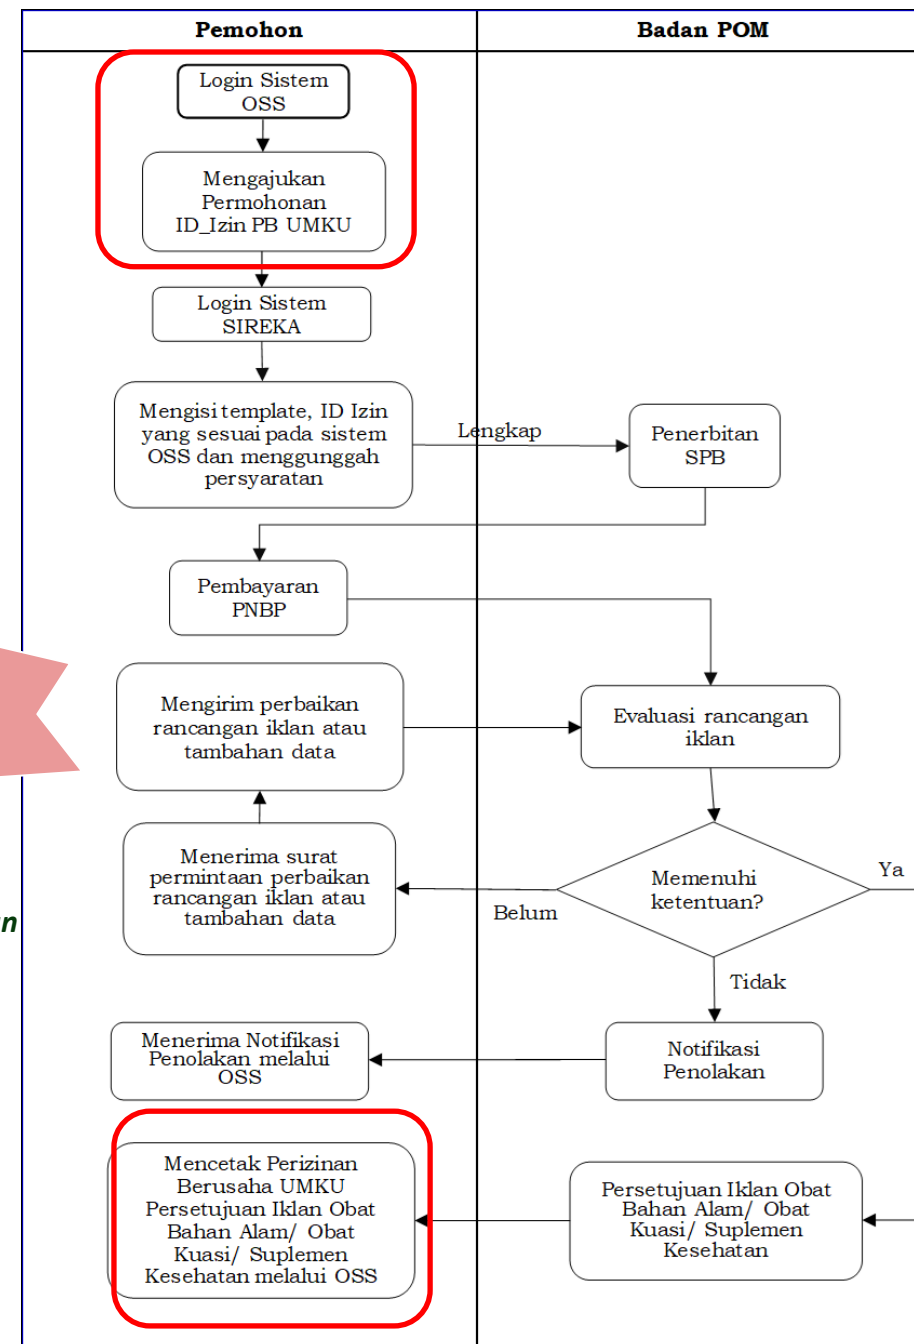 Pemohon
Badan POM
Login Sistem
OSS
Mengajukan
Permohonan
ID_Izin PB UMKU
Login Sistem
SIREKA
Mengisi template, ID Izin
yang sesuai pada sistem
OSS dan menggunggah
persyaratan
Lengkap
Penerbitan
SPB
Pembayaran
PNBP
Mengirim perbaikan
rancangan iklan atau
tambahan data
Evaluasi rancangan
iklan
Menerima surat
permintaan perbaikan
rancangan iklan atau
tambahan data
Belum
Memenuhi
ketentuan?
Ya
Tidak
Menerima Notifikasi
Penolakan melalui
OSS
Notifikasi
Penolakan
Mencetak Perizinan
Berusaha UMKU
Persetujuan Iklan Obat
Bahan Alam/ Obat
Kuasi/ Suplemen
Kesehatan melalui OSS
Persetujuan Iklan Obat
Bahan Alam/ Obat
Kuasi/ Suplemen
Kesehatan